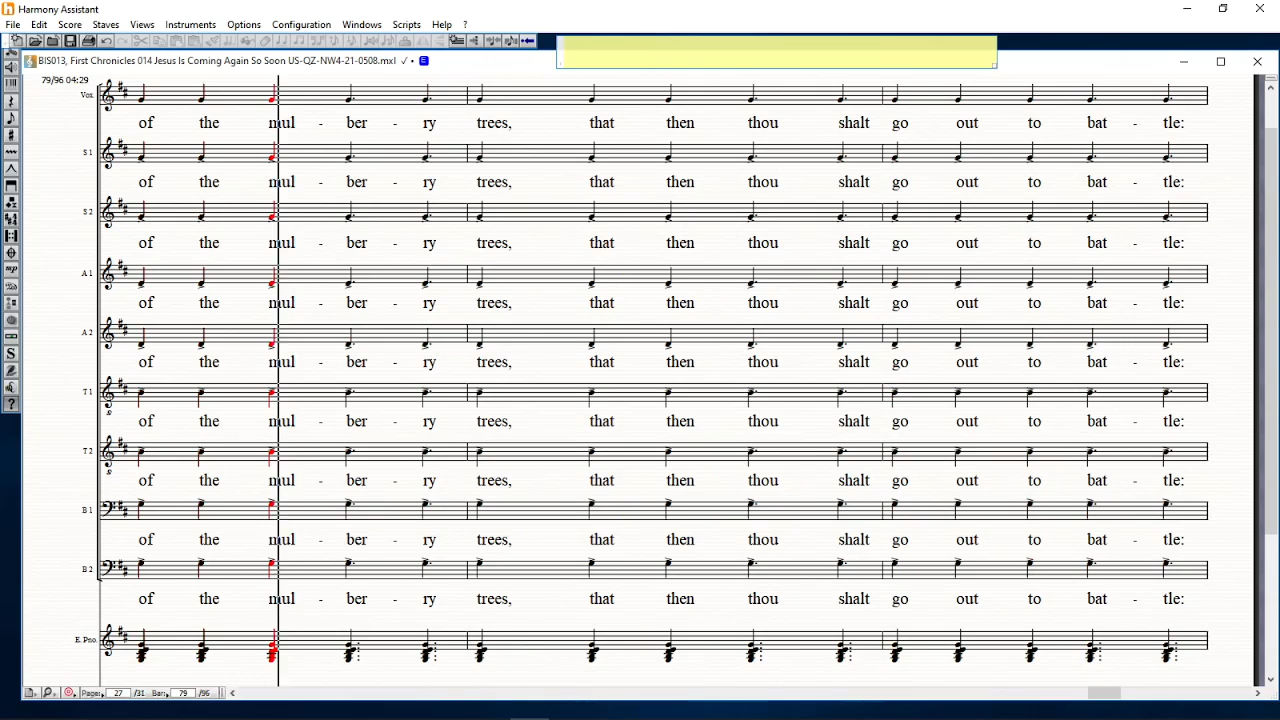 Harmony Assistant
File Edit Score Staves Views Instruments Options Configuration Windows Scripts Help ?
BIS013, First Chronicles 014 Jesus Is Coming Again So Soon US-QZ-NW4-21-0508.mxl
79/96 04:29
Vox.
of the mul - ber - ry trees, that then thou shalt go out to bat - tle:
S 1
of the mul - ber - ry trees, that then thou shalt go out to bat - tle:
S 2
of the mul - ber - ry trees, that then thou shalt go out to bat - tle:
A 1
of the mul - ber - ry trees, that then thou shalt go out to bat - tle:
A 2
of the mul - ber - ry trees, that then thou shalt go out to bat - tle:
T 1
of the mul - ber - ry trees, that then thou shalt go out to bat - tle:
T 2
of the mul - ber - ry trees, that then thou shalt go out to bat - tle:
B 1
of the mul - ber - ry trees, that then thou shalt go out to bat - tle:
B 2
of the mul - ber - ry trees, that then thou shalt go out to bat - tle:
E. Pno.
Page: 27 /31 Bar: 79 /96